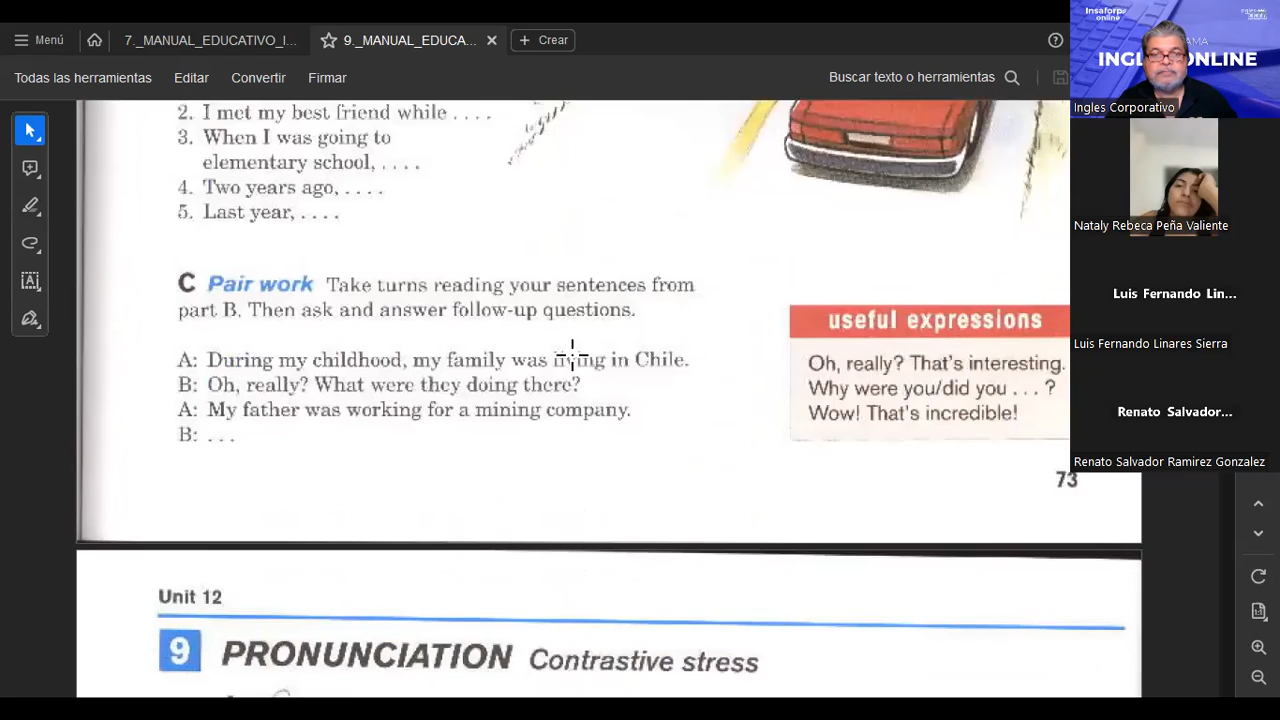 Menú
7._MANUAL_EDUCATIVO_I...
9._MANUAL_EDUCA...
Crear
Todas las herramientas
Editar
Convertir
Firmar
Buscar texto o herramientas
2. I met my best friend while . . . .
3. When I was going to
elementary school, . . . .
4. Two years ago, . . . .
5. Last year, . . . .
C Pair work Take turns reading your sentences from
part B. Then ask and answer follow-up questions.
A: During my childhood, my family was living in Chile.
B: Oh, really? What were they doing there?
A: My father was working for a mining company.
B: . . .
useful expressions
Oh, really? That's interesting.
Why were you/did you . . . ?
Wow! That's incredible!
73
Unit 12
9 PRONUNCIATION Contrastive stress
Insaforp
online
Ingles Corporativo
Nataly Rebeca Peña Valiente
Luis Fernando Lin...
Luis Fernando Linares Sierra
Renato Salvador...
Renato Salvador Ramirez Gonzalez